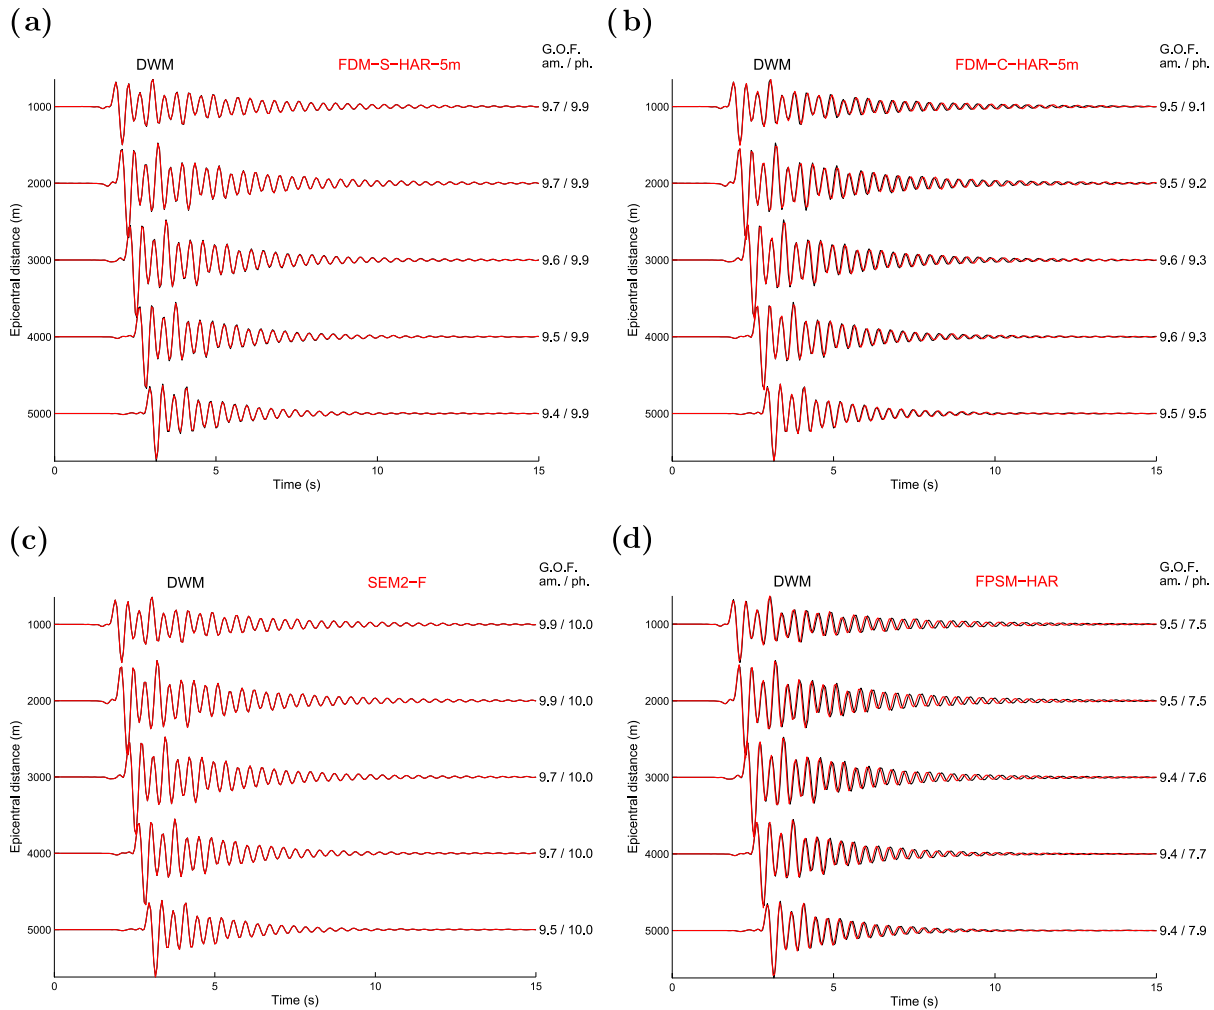 (a)
DWM FDM-S-HAR-5m G.O.F.
am. / ph.
1000 9.7 / 9.9
2000 9.7 / 9.9
3000 9.6 / 9.9
4000 9.5 / 9.9
5000 9.4 / 9.9
Epicentral distance (m)
0 5 10 15
Time (s)
(b)
DWM FDM-C-HAR-5m G.O.F.
am. / ph.
1000 9.5 / 9.1
2000 9.5 / 9.2
3000 9.6 / 9.3
4000 9.6 / 9.3
5000 9.5 / 9.5
Epicentral distance (m)
0 5 10 15
Time (s)
(c)
DWM SEM2-F G.O.F.
am. / ph.
1000 9.9 / 10.0
2000 9.9 / 10.0
3000 9.7 / 10.0
4000 9.7 / 10.0
5000 9.5 / 10.0
Epicentral distance (m)
0 5 10 15
Time (s)
(d)
DWM FPSM-HAR G.O.F.
am. / ph.
1000 9.5 / 7.5
2000 9.5 / 7.5
3000 9.4 / 7.6
4000 9.4 / 7.7
5000 9.4 / 7.9
Epicentral distance (m)
0 5 10 15
Time (s)